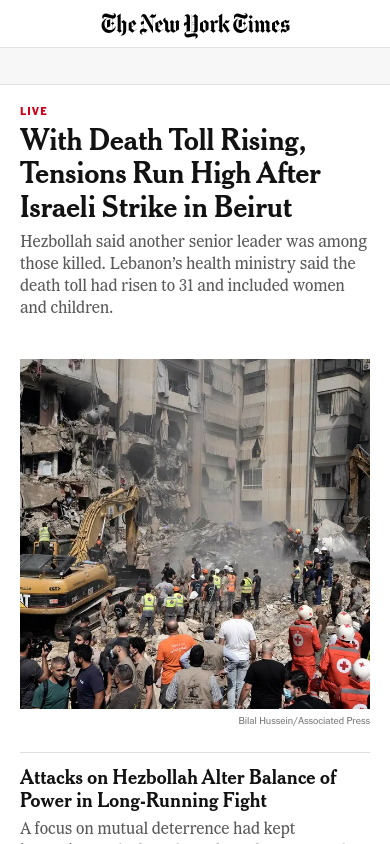 The New York Times
LIVE
With Death Toll Rising,
Tensions Run High After
Israeli Strike in Beirut
Hezbollah said another senior leader was among
those killed. Lebanon’s health ministry said the
death toll had risen to 31 and included women
and children.
Bilal Hussein/Associated Press
Attacks on Hezbollah Alter Balance of
Power in Long-Running Fight
A focus on mutual deterrence had kept